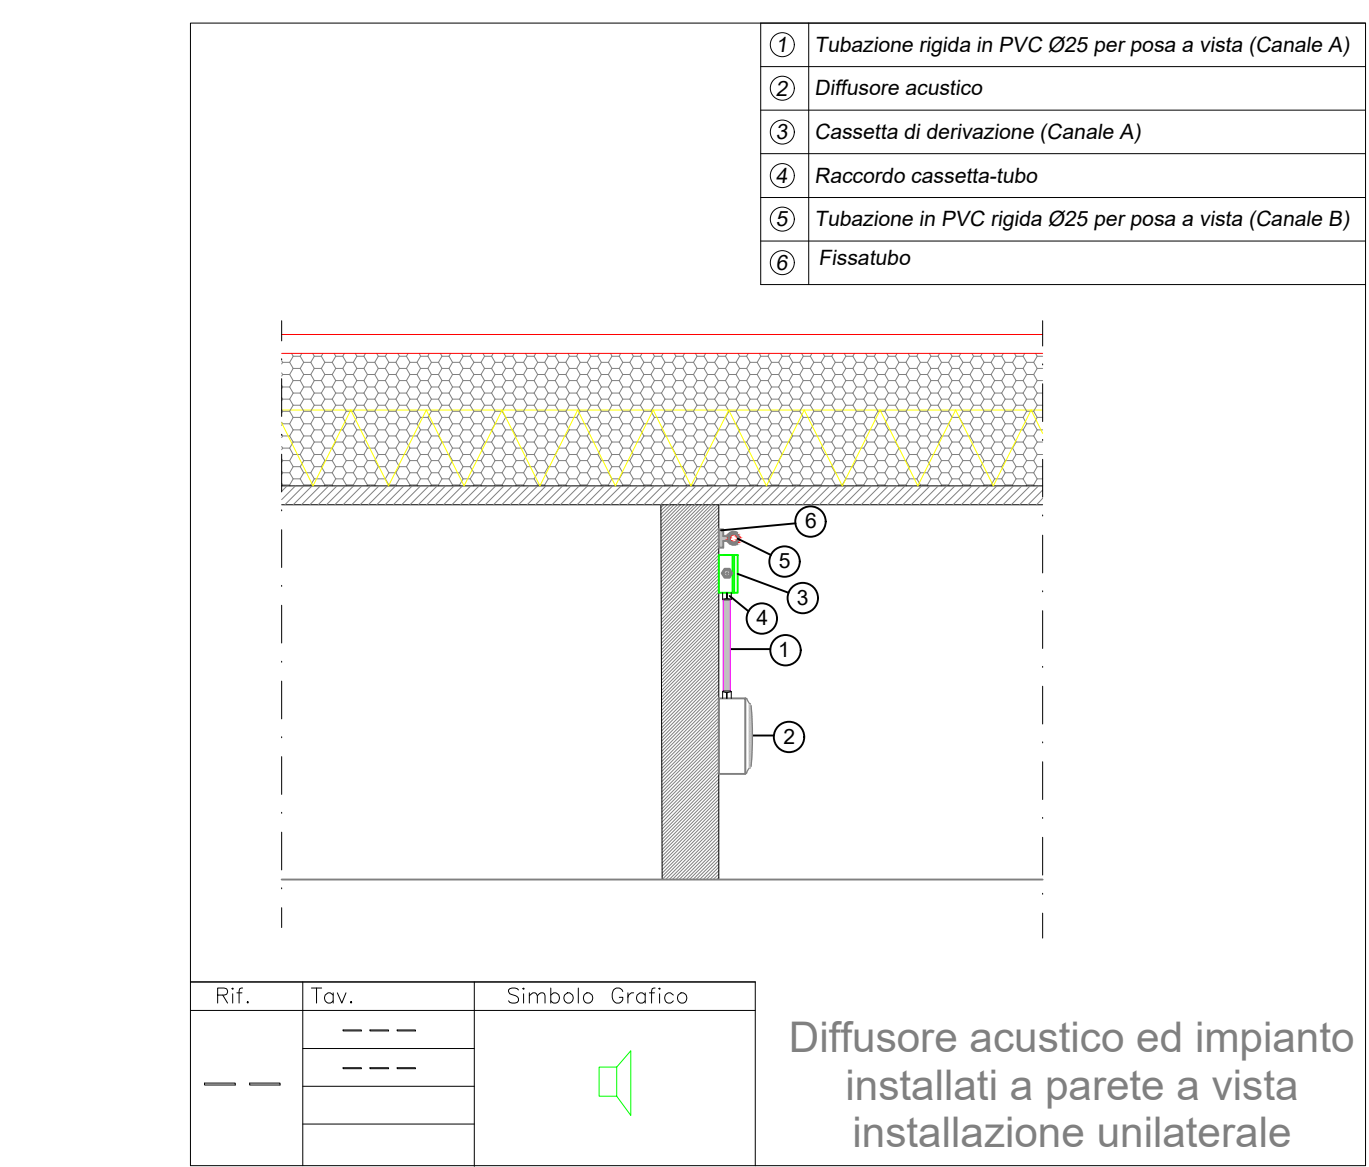 1 Tubazione rigida in PVC Ø25 per posa a vista (Canale A)
2 Diffusore acustico
3 Cassetta di derivazione (Canale A)
4 Raccordo cassetta-tubo
5 Tubazione in PVC rigida Ø25 per posa a vista (Canale B)
6 Fissatubo
6
5
3
4
1
2
Rif. Tav. Simbolo Grafico
Diffusore acustico ed impianto
installati a parete a vista
installazione unilaterale